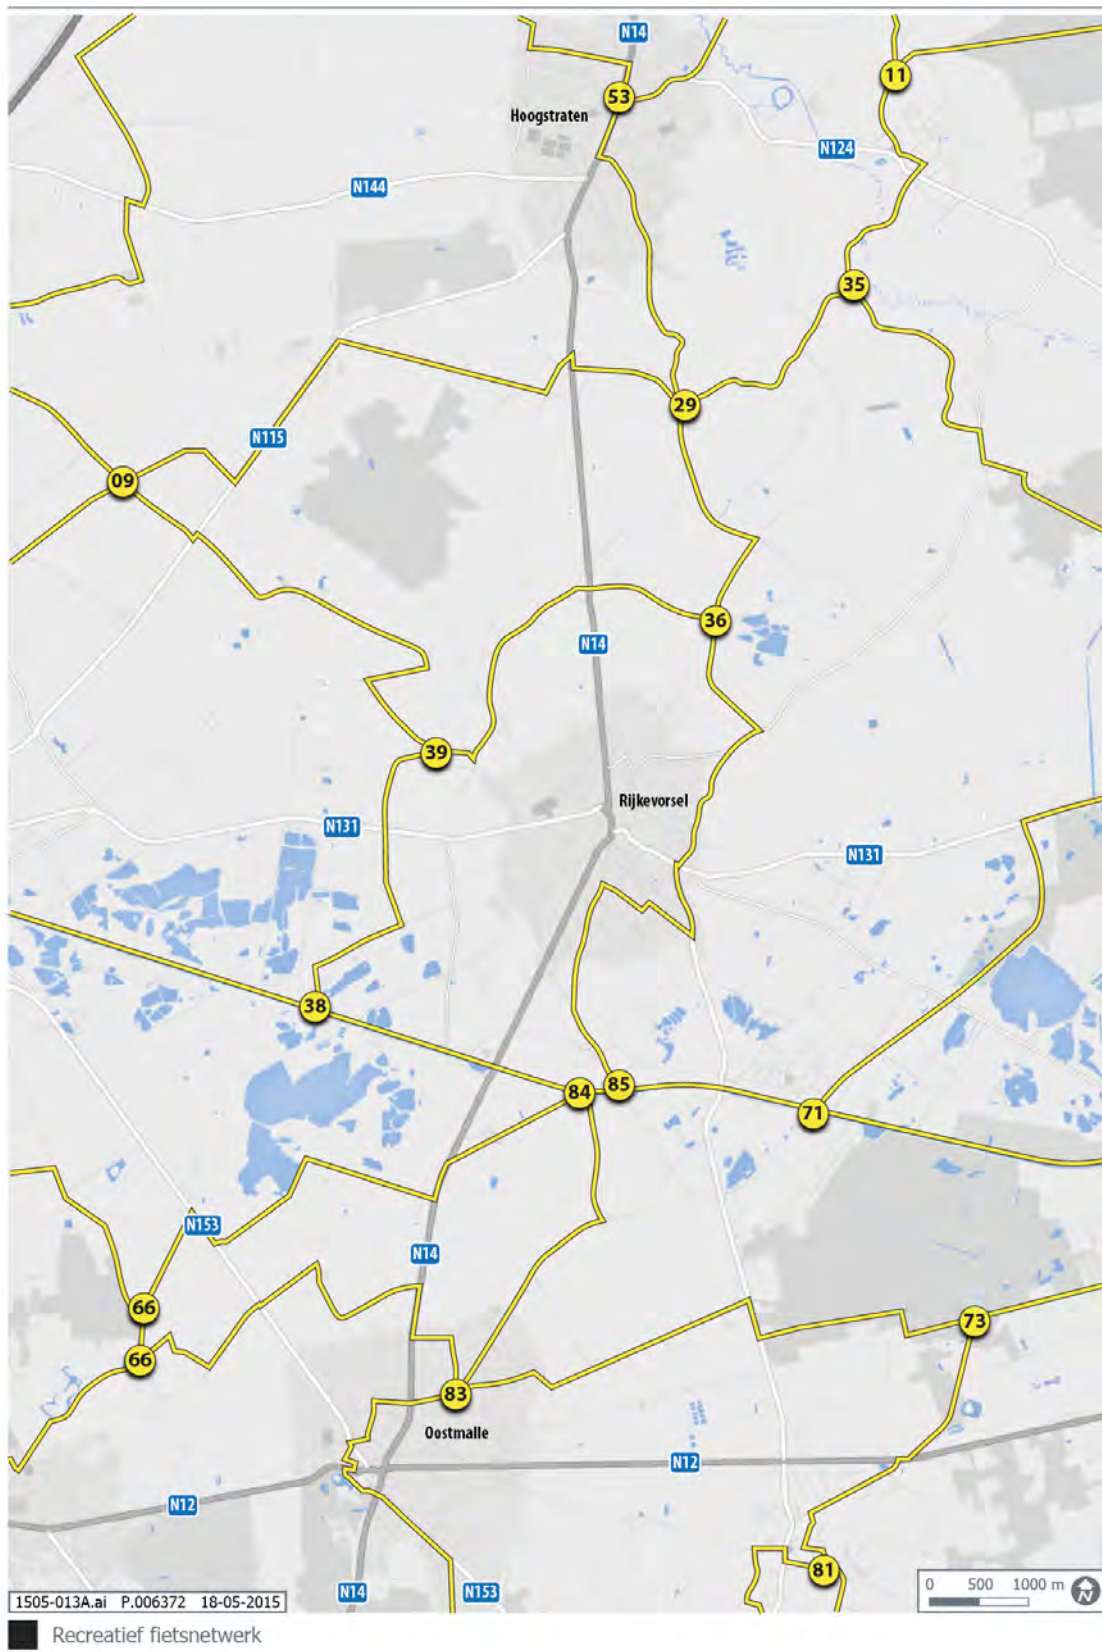 N14
53
11
Hoogstraten
N124
N144
35
29
N115
09
36
N14
39
Rijkevorsel
N131
N131
38
84
85
71
N153
N14
66
73
66
83
Oostmalle
N12
N12
81
0 500 1000 m
N
N14
N153
1505-013A.ai P.006372 18-05-2015
Recreatief fietsnetwerk